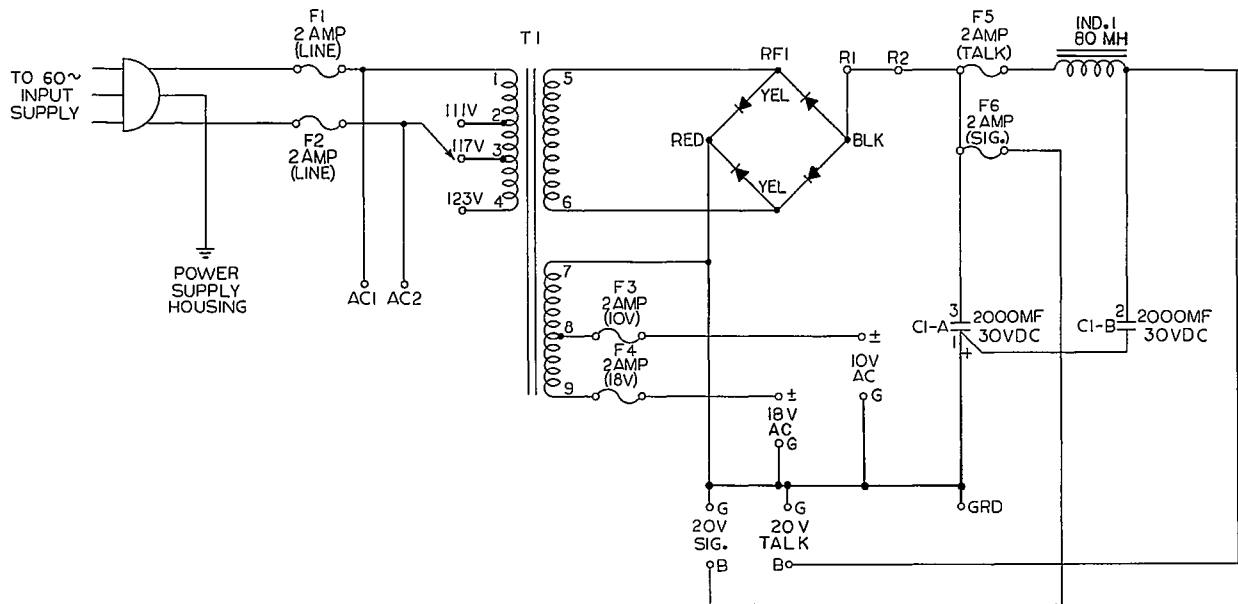 TO 60~
INPUT
SUPPLY
F1
2 AMP
(LINE)
F2
2 AMP
(LINE)
POWER
SUPPLY
HOUSING
AC1 AC2
T1
111V
117V
123V
1
2
3
4
5
6
7
8
9
F3
2 AMP
(10V)
F4
2 AMP
(18V)
RF1
YEL
RED
BLK
YEL
R1
R2
F5
2 AMP
(TALK)
IND.1
80 MH
F6
2 AMP
(SIG.)
±
10V
AC
G
±
18V
AC
G
3
C1-A
1
+
2000MF
30VDC
2
C1-B
2000MF
30VDC
G
20V
SIG.
B
G
20V
TALK
B
GRD